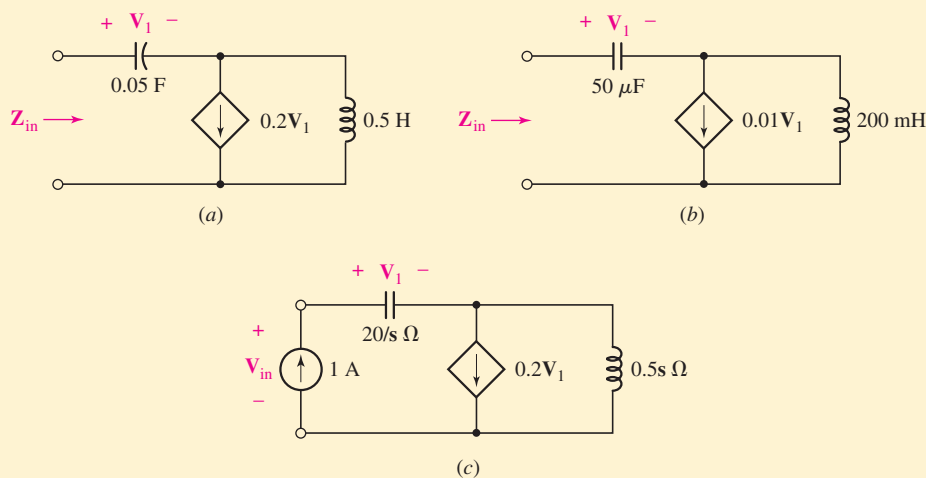 + V₁ −
0.05 F
Zin
0.2V₁
0.5 H
(a)
+ V₁ −
50 μF
Zin
0.01V₁
200 mH
(b)
+ V₁ −
20/s Ω
+
Vin
−
1 A
0.2V₁
0.5s Ω
(c)